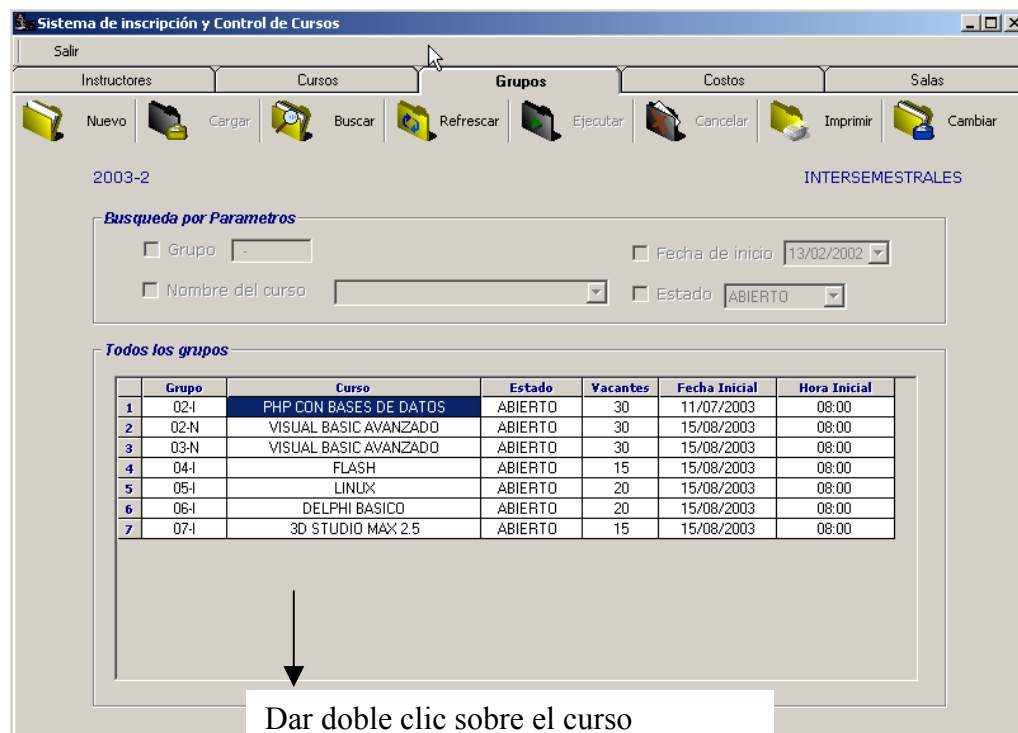 Sistema de inscripción y Control de Cursos
Salir
Instructores Cursos Grupos Costos Salas
Nuevo Cargar Buscar Refrescar Ejecutar Cancelar Imprimir Cambiar
2003-2 INTERSEMESTRALES
Busqueda por Parametros
Grupo - Fecha de inicio 13/02/2002
Nombre del curso Estado ABIERTO
Todos los grupos
Grupo Curso Estado Vacantes Fecha Inicial Hora Inicial
1 02-I PHP CON BASES DE DATOS ABIERTO 30 11/07/2003 08:00
2 02-N VISUAL BASIC AVANZADO ABIERTO 30 15/08/2003 08:00
3 03-N VISUAL BASIC AVANZADO ABIERTO 30 15/08/2003 08:00
4 04-I FLASH ABIERTO 15 15/08/2003 08:00
5 05-I LINUX ABIERTO 20 15/08/2003 08:00
6 06-I DELPHI BASICO ABIERTO 20 15/08/2003 08:00
7 07-I 3D STUDIO MAX 2.5 ABIERTO 15 15/08/2003 08:00
Dar doble clic sobre el curso